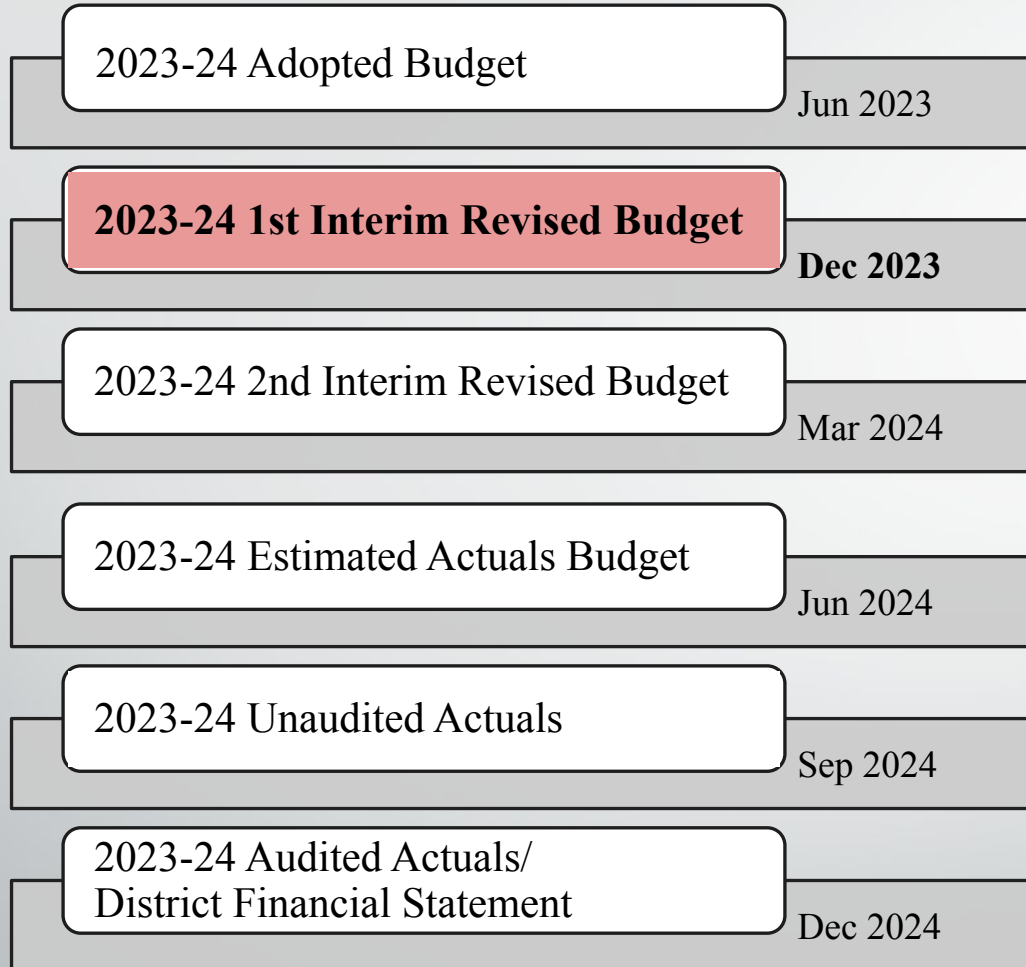 2023-24 Adopted Budget
Jun 2023
2023-24 1st Interim Revised Budget
Dec 2023
2023-24 2nd Interim Revised Budget
Mar 2024
2023-24 Estimated Actuals Budget
Jun 2024
2023-24 Unaudited Actuals
Sep 2024
2023-24 Audited Actuals/
District Financial Statement
Dec 2024